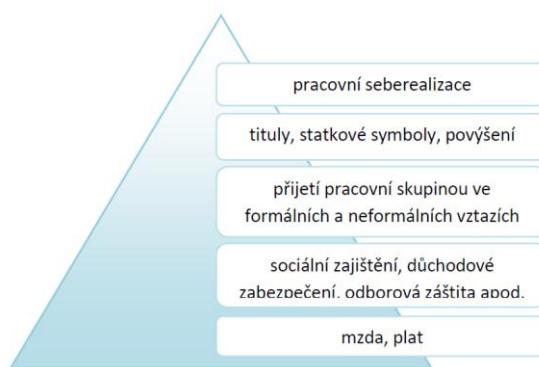 pracovní seberealizace
tituly, statkové symboly, povýšení
přijetí pracovní skupinou ve
formálních a neformálních vztazích
sociální zajištění, důchodové
zabezpečení, odborová záštita apod.
mzda, plat